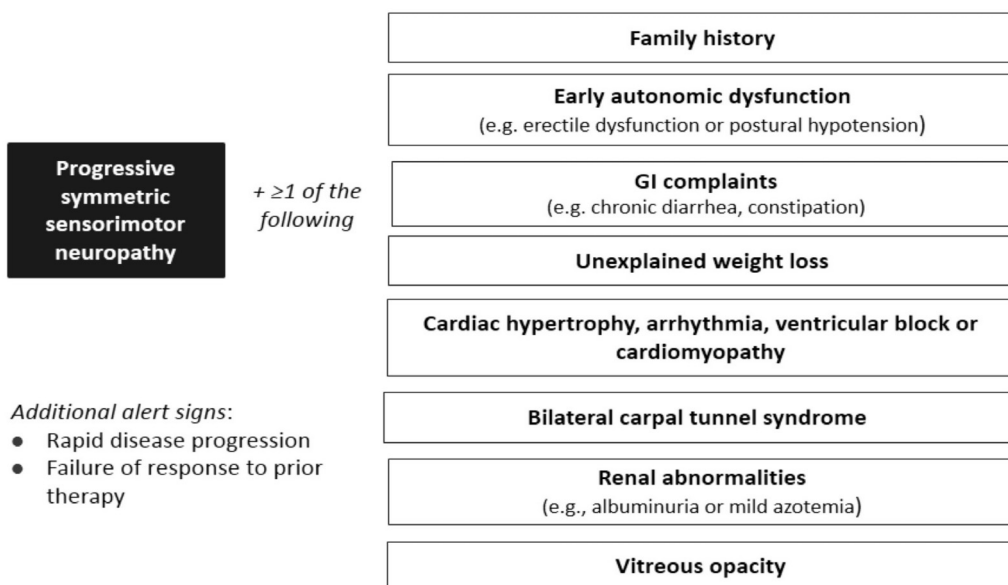 Progressive
symmetric
sensorimotor
neuropathy
+ ≥1 of the
following
Additional alert signs:
● Rapid disease progression
● Failure of response to prior
therapy
Family history
Early autonomic dysfunction
(e.g. erectile dysfunction or postural hypotension)
GI complaints
(e.g. chronic diarrhea, constipation)
Unexplained weight loss
Cardiac hypertrophy, arrhythmia, ventricular block or
cardiomyopathy
Bilateral carpal tunnel syndrome
Renal abnormalities
(e.g., albuminuria or mild azotemia)
Vitreous opacity